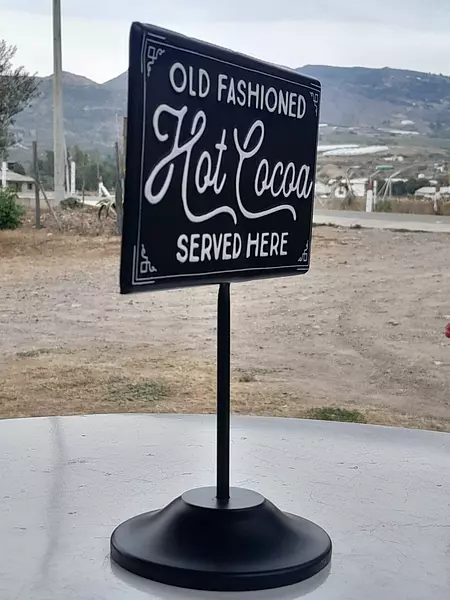 OLD FASHIONED
Hot Cocoa
SERVED HERE